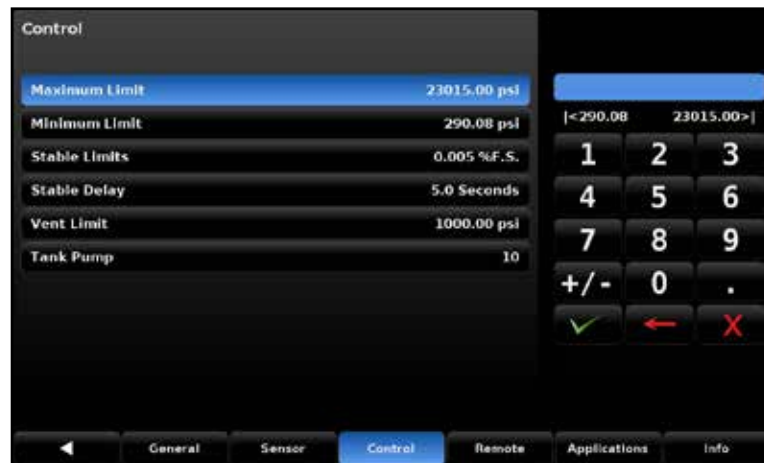 Control
Maximum Limit 23015.00 psi
Minimum Limit 290.08 psi
Stable Limits 0.005 %F.S.
Stable Delay 5.0 Seconds
Vent Limit 1000.00 psi
Tank Pump 10
|<290.08 23015.00>|
1 2 3
4 5 6
7 8 9
+/- 0 .
X
General Sensor Control Remote Applications Info